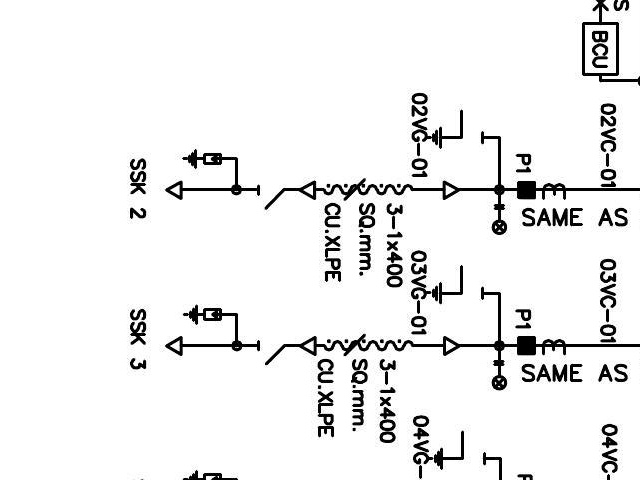 BCU
02VG-01
02VC-01
P1
SSK 2
3-1x400
SQ.mm.
CU.XLPE
SAME AS
03VG-01
03VC-01
P1
SSK 3
3-1x400
SQ.mm.
CU.XLPE
SAME AS
04VG-
04VC-